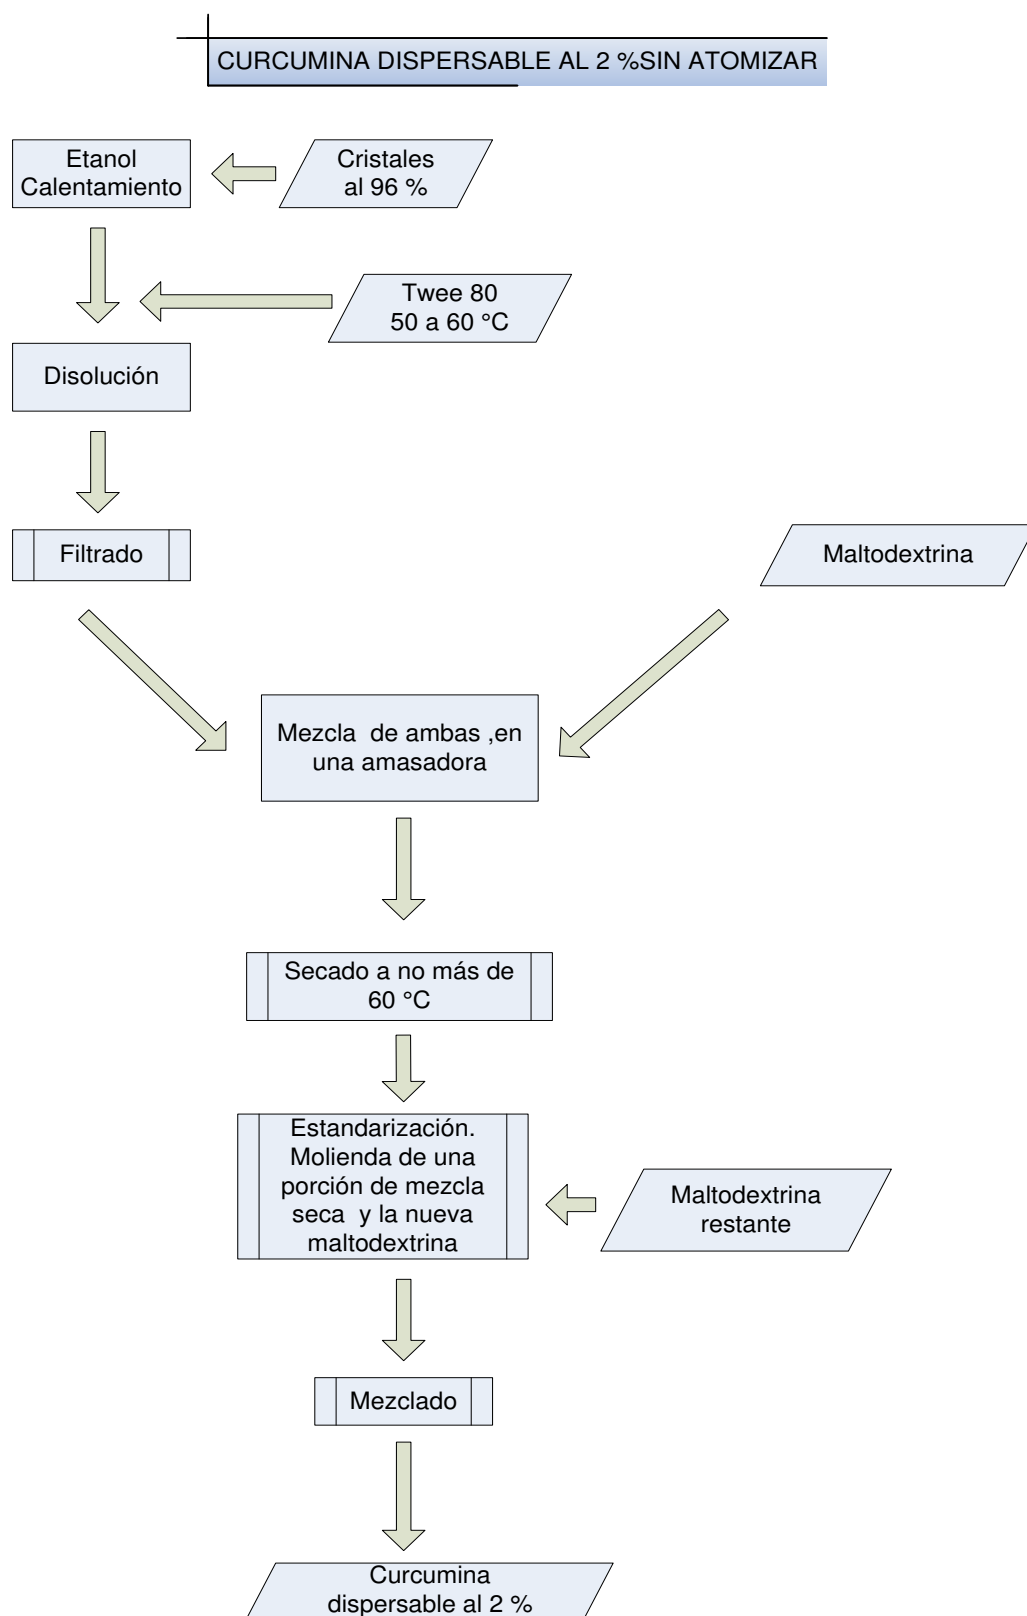 CURCUMINA DISPERSABLE AL 2 %SIN ATOMIZAR
Etanol
Calentamiento
Cristales
al 96 %
Twee 80
50 a 60 °C
Disolución
Filtrado
Maltodextrina
Mezcla de ambas ,en
una amasadora
Secado a no más de
60 °C
Estandarización.
Molienda de una
porción de mezcla
seca y la nueva
maltodextrina
Maltodextrina
restante
Mezclado
Curcumina
dispersable al 2 %